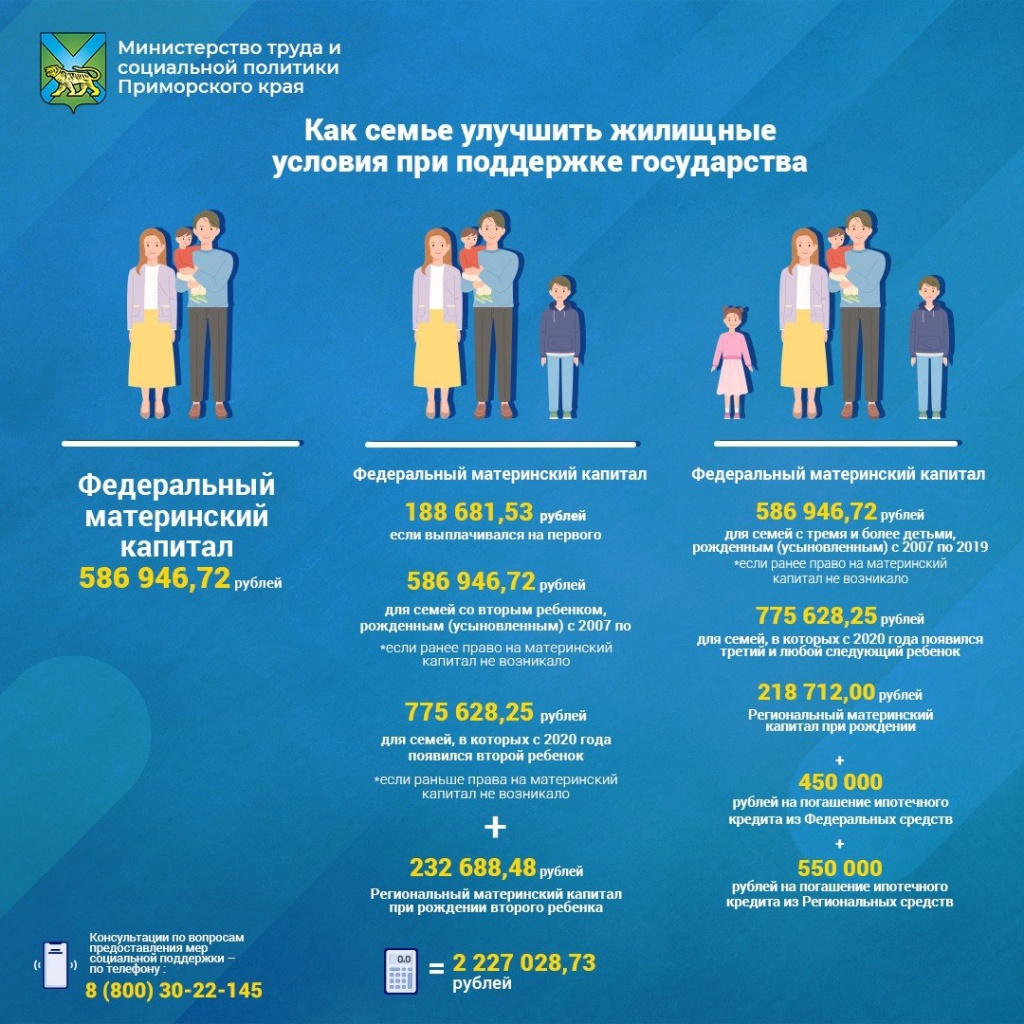 Министерство труда и
социальной политики
Приморского края
Как семье улучшить жилищные
условия при поддержке государства
Федеральный
материнский
капитал
586 946,72 рублей
Федеральный материнский капитал
188 681,53 рублей
если выплачивался на первого
586 946,72 рублей
для семей со вторым ребенком,
рожденным (усыновленным) с 2007 по
*если ранее право на материнский
капитал не возникало
775 628,25 рублей
для семей, в которых с 2020 года
появился второй ребенок
*если раньше права на материнский
капитал не возникало
+
232 688,48 рублей
Региональный материнский капитал
при рождении второго ребенка
Федеральный материнский капитал
586 946,72 рублей
для семей с тремя и более детьми,
рожденным (усыновленным) с 2007 по 2019
*если ранее право на материнский
капитал не возникало
775 628,25 рублей
для семей, в которых с 2020 года появился
третий и любой следующий ребенок
218 712,00 рублей
Региональный материнский
капитал при рождении
+
450 000
рублей на погашение ипотечного
кредита из Федеральных средств
+
550 000
рублей на погашение ипотечного
кредита из Региональных средств
Консультации по вопросам
предоставления мер
социальной поддержки –
по телефону :
8 (800) 30-22-145
0.0
= 2 227 028,73
рублей